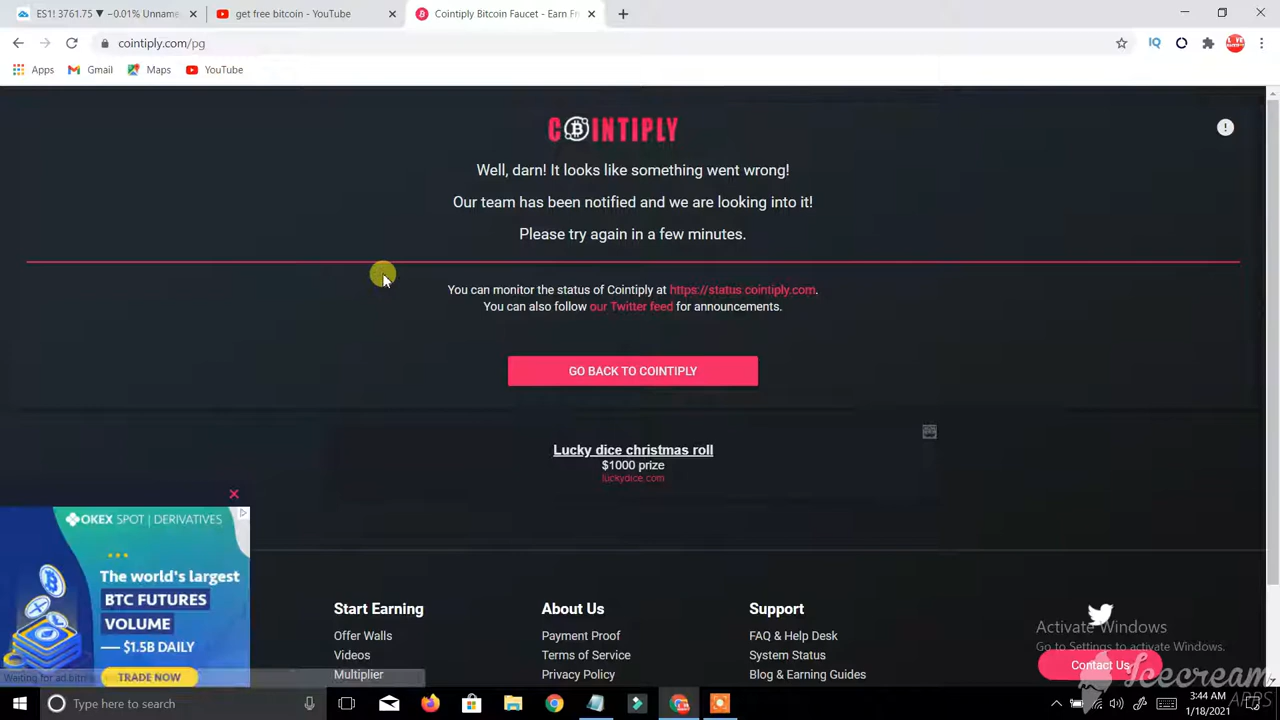 ES1! 3761.75 ▼ −0.01% Unname
get free bitcoin - YouTube
Cointiply Bitcoin Faucet - Earn Fr
cointiply.com/pg
IQ
Apps
Gmail
Maps
YouTube
COINTIPLY
Well, darn! It looks like something went wrong!
Our team has been notified and we are looking into it!
Please try again in a few minutes.
You can monitor the status of Cointiply at https://status.cointiply.com.
You can also follow our Twitter feed for announcements.
GO BACK TO COINTIPLY
Lucky dice christmas roll
$1000 prize
luckydice.com
OKEX SPOT | DERIVATIVES
The world's largest
BTC FUTURES
VOLUME
— $1.5B DAILY
TRADE NOW
Start Earning
Offer Walls
Videos
Multiplier
About Us
Payment Proof
Terms of Service
Privacy Policy
Support
FAQ & Help Desk
System Status
Blog & Earning Guides
Activate Windows
Go to Settings to activate Windows.
Contact Us
Icecream
APPS
Type here to search
3:44 AM
1/18/2021